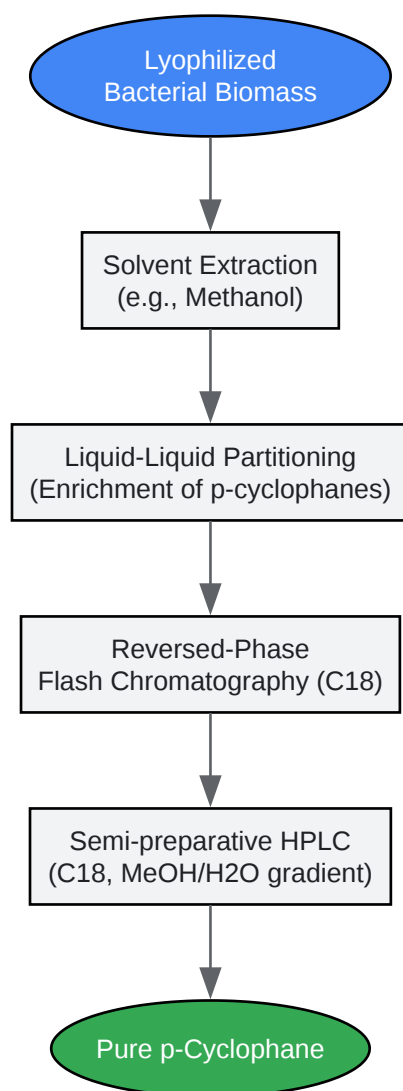 Lyophilized
Bacterial Biomass
Solvent Extraction
(e.g., Methanol)
Liquid-Liquid Partitioning
(Enrichment of p-cyclophanes)
Reversed-Phase
Flash Chromatography (C18)
Semi-preparative HPLC
(C18, MeOH/H2O gradient)
Pure p-Cyclophane